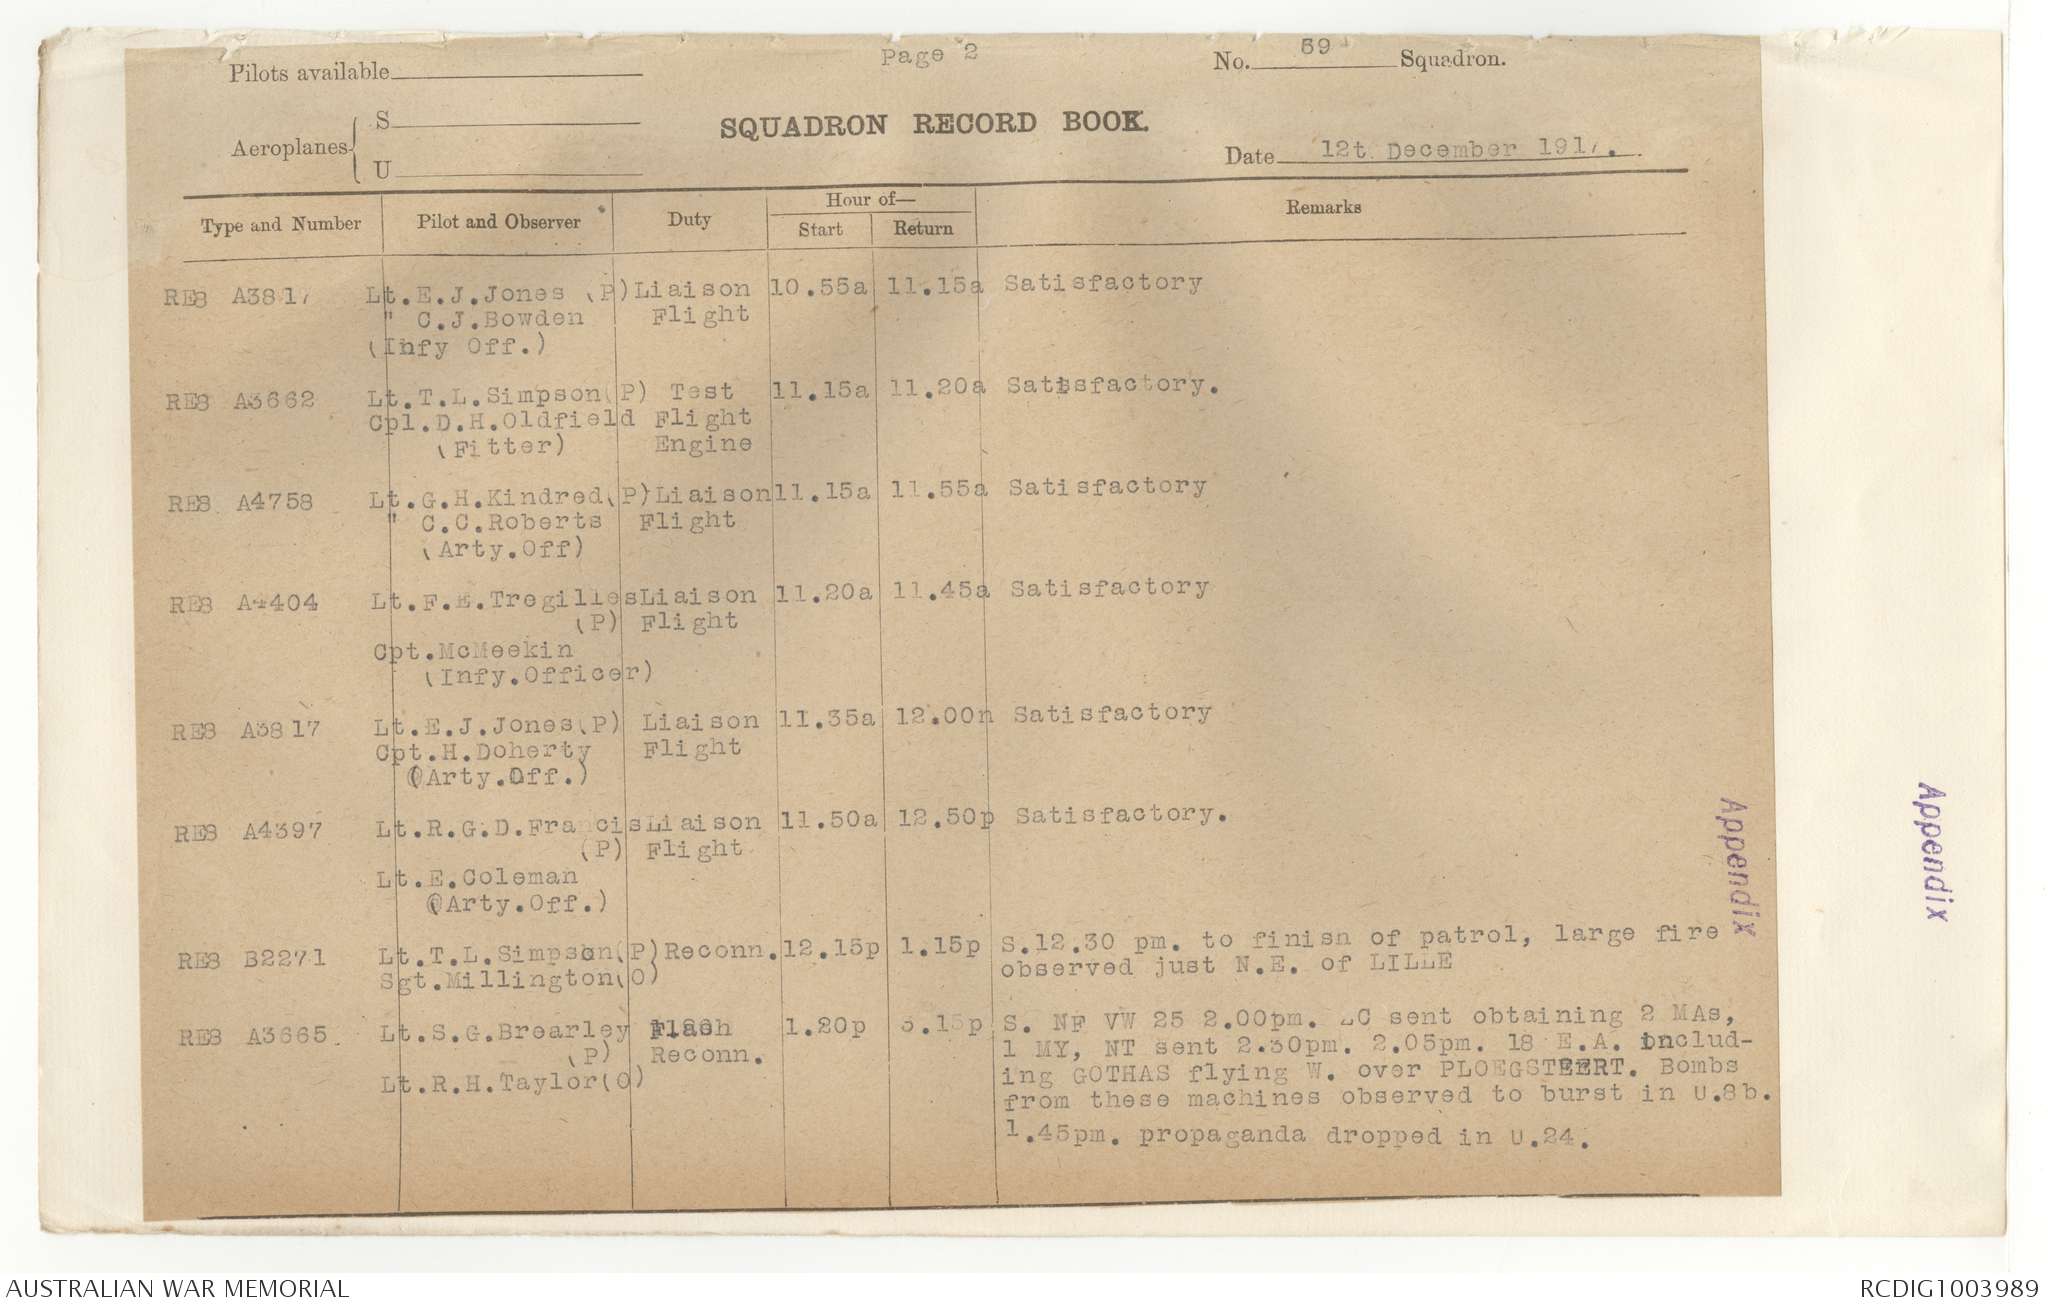 Page 2
Pilots available
No. 69 Squadron.
Aeroplanes { S
U
SQUADRON RECORD BOOK.
Date 12t December 1917.
Type and Number Pilot and Observer Duty Hour of— Start Return Remarks
RE8 A3817 Lt.E.J.Jones (P) Liaison 10.55a 11.15a Satisfactory
" C.J.Bowden Flight
(Infy Off.)
RE8 A3662 Lt.T.L.Simpson(P) Test 11.15a 11.20a Satisfactory.
Cpl.D.H.Oldfield Flight
(Fitter) Engine
RE8 A4758 Lt.G.H.Kindred(P) Liaison 11.15a 11.55a Satisfactory
" C.C.Roberts Flight
(Arty.Off)
RE8 A4404 Lt.F.E.Tregilles Liaison 11.20a 11.45a Satisfactory
(P) Flight
Cpt.McMeekin
(Infy.Officer)
RE8 A3817 Lt.E.J.Jones(P) Liaison 11.35a 12.00n Satisfactory
Cpt.H.Doherty Flight
(Arty.Off.)
RE8 A4397 Lt.R.G.D.Francis Liaison 11.50a 12.50p Satisfactory.
(P) Flight
Lt.E.Coleman
(Arty.Off.)
RE8 B2271 Lt.T.L.Simpson(P) Reconn. 12.15p 1.15p S.12.30 pm. to finish of patrol, large fire
Sgt.Millington(O) observed just N.E. of LILLE
RE8 A3665 Lt.S.G.Brearley Flash 1.20p 3.15p S. NF VW 25 2.00pm. LC sent obtaining 2 MAs,
(P) Reconn. 1 MY, NT sent 2.30pm. 2.05pm. 18 E.A. includ-
Lt.R.H.Taylor(O) ing GOTHAS flying W. over PLOEGSTEERT. Bombs
from these machines observed to burst in U.8b.
1.45pm. propaganda dropped in U.24.
Appendix
Appendix
AUSTRALIAN WAR MEMORIAL RCDIG1003989